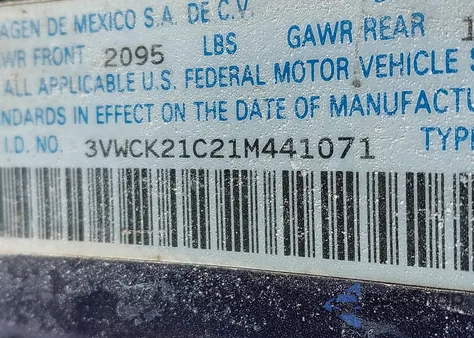 AGEN DE MEXICO S.A. DE C.V.
WR FRONT 2095 LBS GAWR REAR 1
ALL APPLICABLE U.S. FEDERAL MOTOR VEHICLE S
NDARDS IN EFFECT ON THE DATE OF MANUFACTU
I.D. NO. 3VWCK21C21M441071 TYP